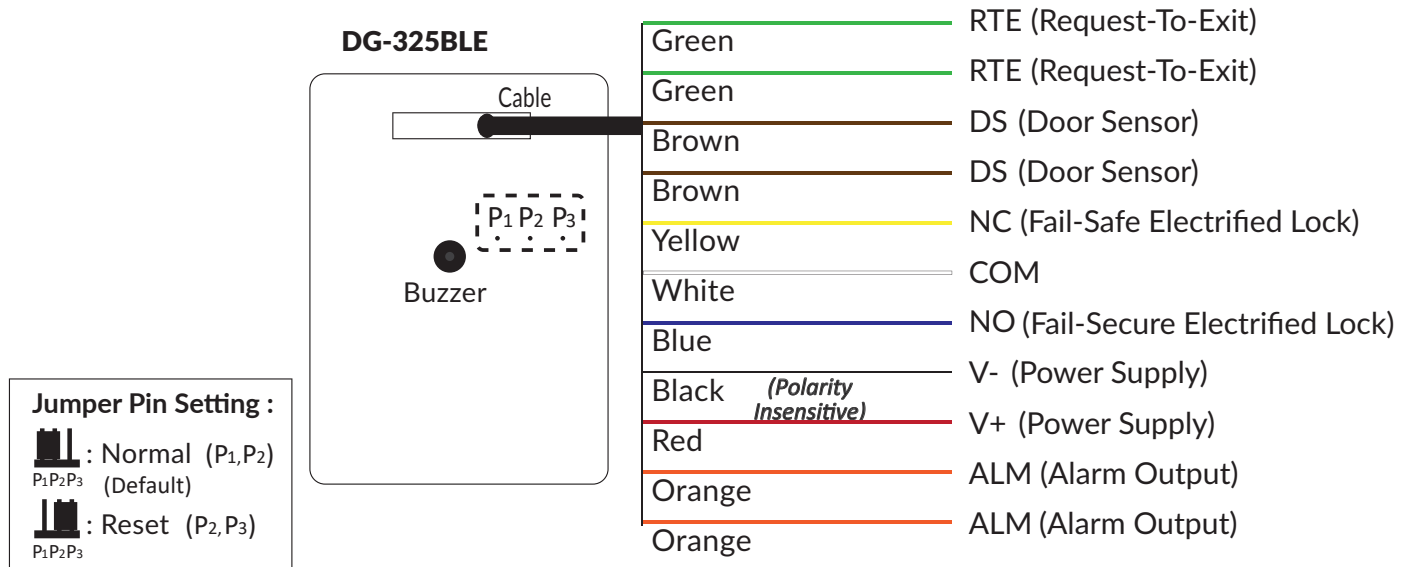 DG-325BLE
Cable
P1 P2 P3
Buzzer
Green
RTE (Request-To-Exit)
Green
RTE (Request-To-Exit)
Brown
DS (Door Sensor)
Brown
DS (Door Sensor)
Yellow
NC (Fail-Safe Electrified Lock)
White
COM
Blue
NO (Fail-Secure Electrified Lock)
Black
(Polarity
Insensitive)
V- (Power Supply)
Red
V+ (Power Supply)
Orange
ALM (Alarm Output)
Orange
ALM (Alarm Output)
Jumper Pin Setting :
P1P2P3
: Normal (P1,P2)
(Default)
P1P2P3
: Reset (P2,P3)